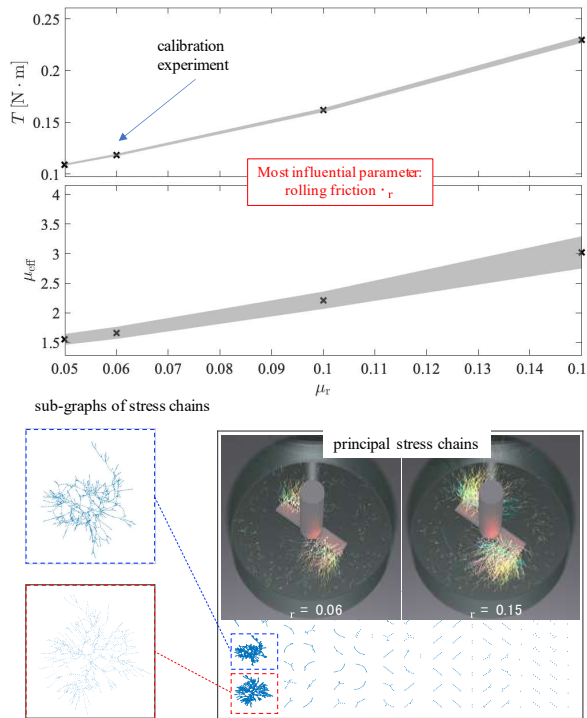 0.25
0.2
0.15
0.1
T [N · m]
calibration
experiment
Most influential parameter:
rolling friction · r
4
3.5
3
2.5
2
1.5
μeff
0.05 0.06 0.07 0.08 0.09 0.1 0.11 0.12 0.13 0.14 0.1
μr
sub-graphs of stress chains
principal stress chains
r = 0.06
r = 0.15